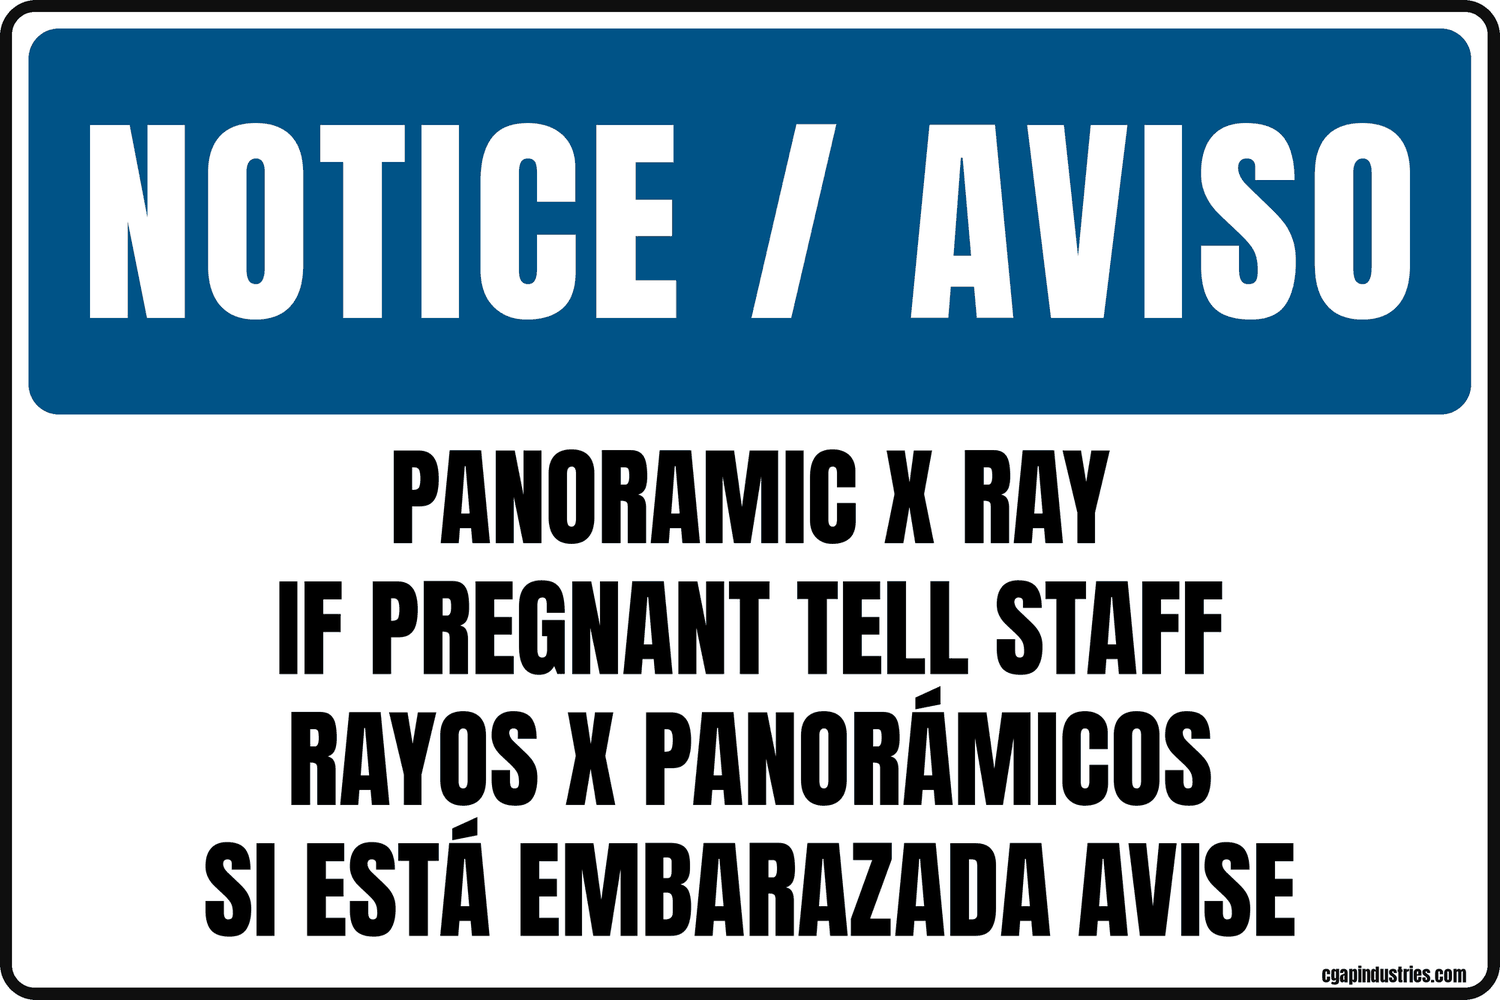 NOTICE / AVISO
PANORAMIC X RAY
IF PREGNANT TELL STAFF
RAYOS X PANORÁMICOS
SI ESTÁ EMBARAZADA AVISE
cgapindustries.com